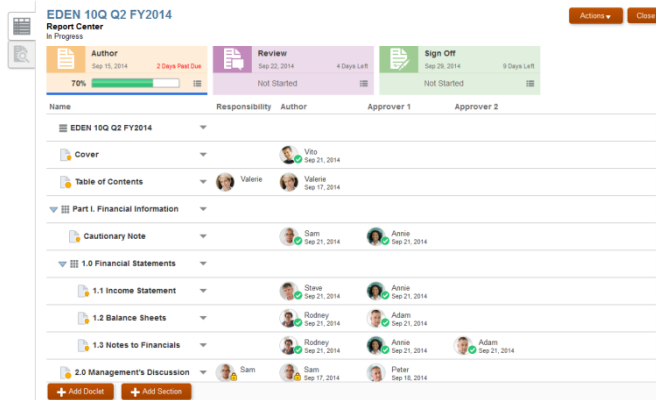 EDEN 10Q Q2 FY2014
Report Center
In Progress
Actions Close
Author
Sep 15, 2014 2 Days Past Due
70%
Review
Sep 22, 2014 4 Days Left
Not Started
Sign Off
Sep 29, 2014 9 Days Left
Not Started
Name Responsibility Author Approver 1 Approver 2
EDEN 10Q Q2 FY2014
Cover Vito
Sep 21, 2014
Table of Contents Valerie Valerie
Sep 17, 2014
Part I. Financial Information
Cautionary Note Sam Annie
Sep 21, 2014 Sep 21, 2014
1.0 Financial Statements
1.1 Income Statement Steve Annie
Sep 21, 2014 Sep 21, 2014
1.2 Balance Sheets Rodney Adam
Sep 21, 2014 Sep 21, 2014
1.3 Notes to Financials Rodney Annie Adam
Sep 21, 2014 Sep 21, 2014 Sep 21, 2014
2.0 Management's Discussion Sam Sam Peter
Sep 17, 2014 Sep 18, 2014
Add Doclet Add Section